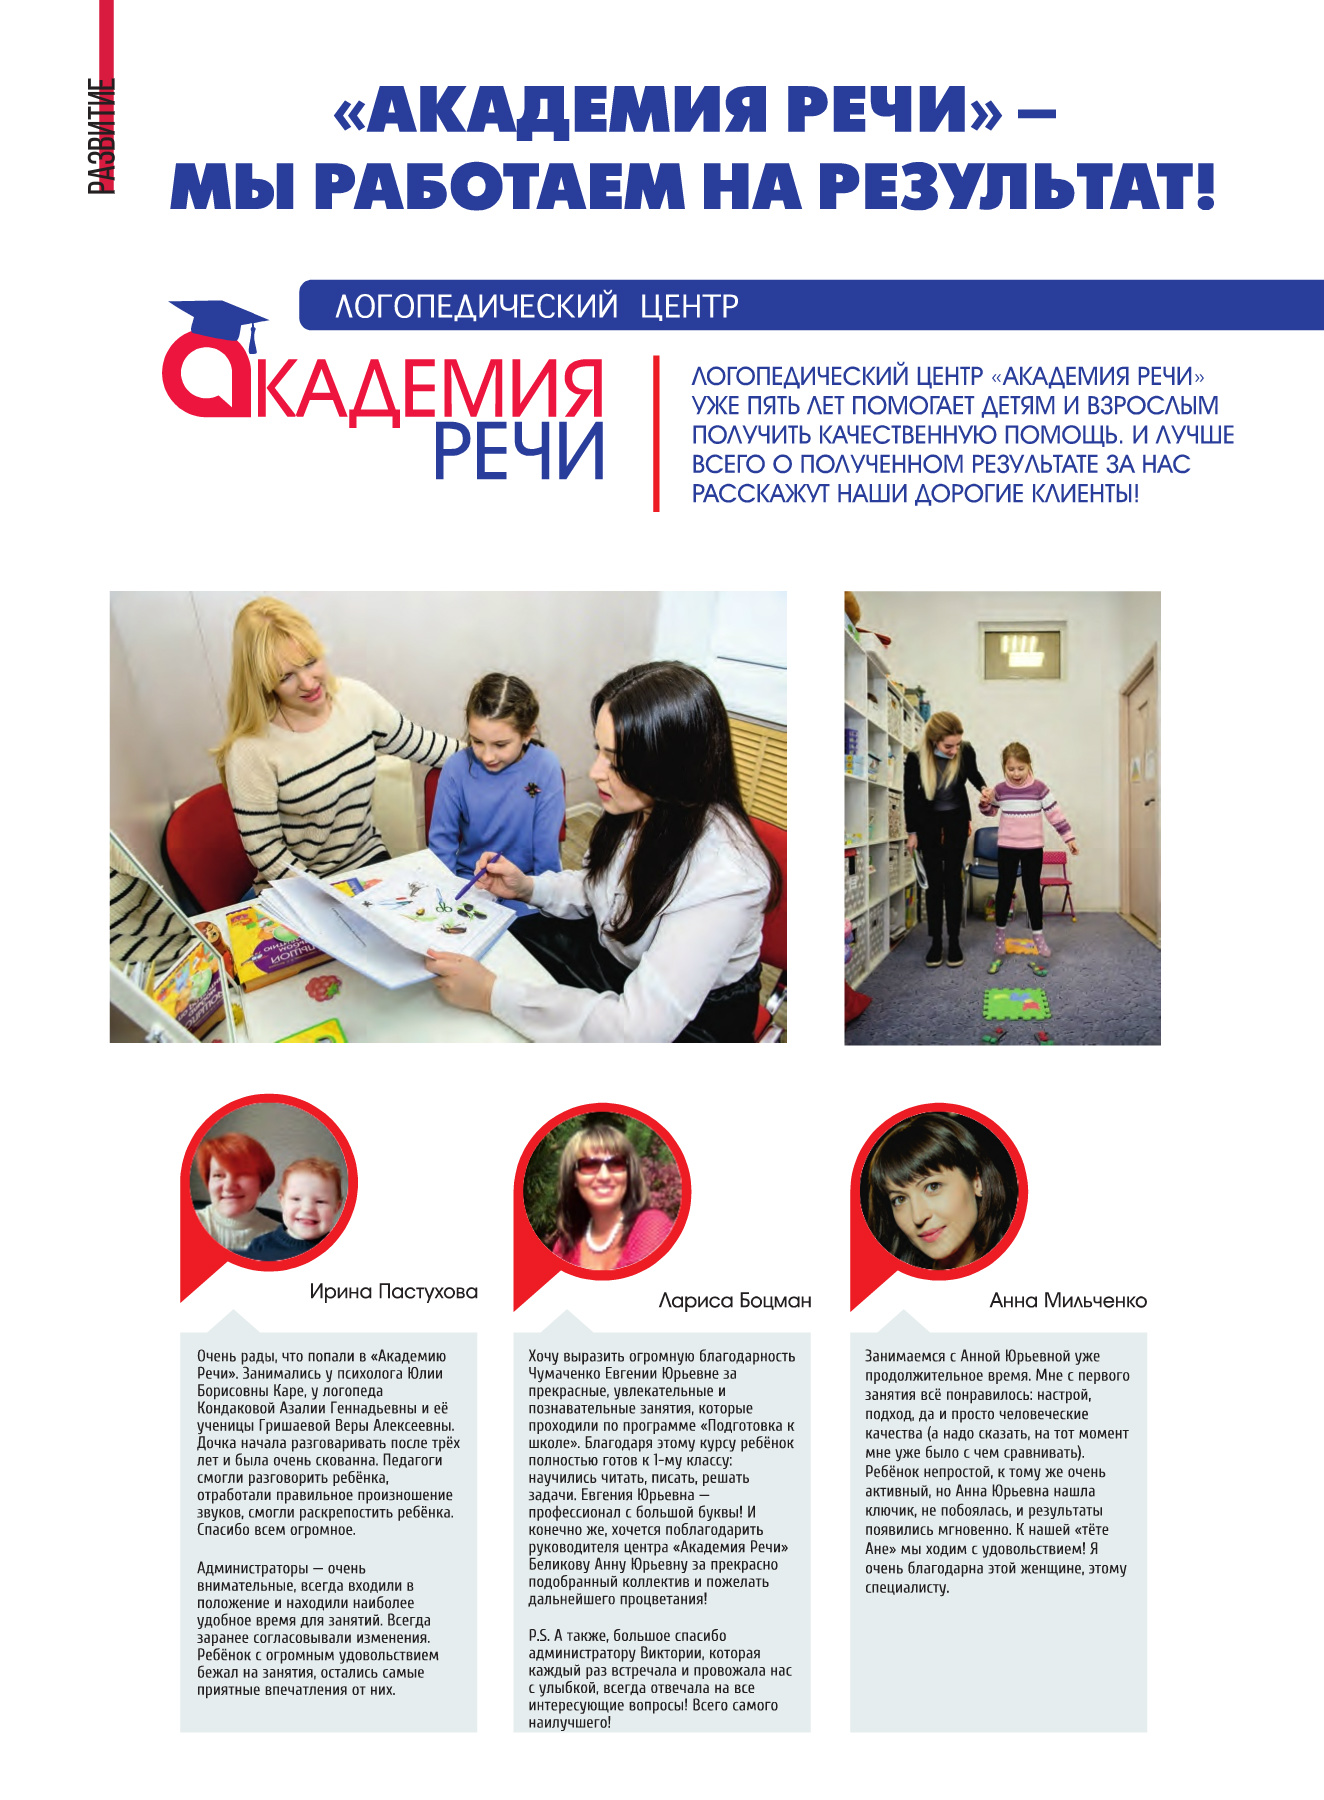 РАЗВИТИЕ
«АКАДЕМИЯ РЕЧИ» –
МЫ РАБОТАЕМ НА РЕЗУЛЬТАТ!
ЛОГОПЕДИЧЕСКИЙ ЦЕНТР
аКАДЕМИЯ
РЕЧИ
ЛОГОПЕДИЧЕСКИЙ ЦЕНТР «АКАДЕМИЯ РЕЧИ»
УЖЕ ПЯТЬ ЛЕТ ПОМОГАЕТ ДЕТЯМ И ВЗРОСЛЫМ
ПОЛУЧИТЬ КАЧЕСТВЕННУЮ ПОМОЩЬ. И ЛУЧШЕ
ВСЕГО О ПОЛУЧЕННОМ РЕЗУЛЬТАТЕ ЗА НАС
РАССКАЖУТ НАШИ ДОРОГИЕ КЛИЕНТЫ!
Ирина Пастухова
Очень рады, что попали в «Академию
Речи». Занимались у психолога Юлии
Борисовны Каре, у логопеда
Кондаковой Азалии Геннадьевны и её
ученицы Гришаевой Веры Алексеевны.
Дочка начала разговаривать после трёх
лет и была очень скованна. Педагоги
смогли разговорить ребёнка,
отработали правильное произношение
звуков, смогли раскрепостить ребёнка.
Спасибо всем огромное.
Администраторы — очень
внимательные, всегда входили в
положение и находили наиболее
удобное время для занятий. Всегда
заранее согласовывали изменения.
Ребёнок с огромным удовольствием
бежал на занятия, остались самые
приятные впечатления от них.
Лариса Боцман
Хочу выразить огромную благодарность
Чумаченко Евгении Юрьевне за
прекрасные, увлекательные и
познавательные занятия, которые
проходили по программе «Подготовка к
школе». Благодаря этому курсу ребёнок
полностью готов к 1-му классу:
научились читать, писать, решать
задачи. Евгения Юрьевна —
профессионал с большой буквы! И
конечно же, хочется поблагодарить
руководителя центра «Академия Речи»
Беликову Анну Юрьевну за прекрасно
подобранный коллектив и пожелать
дальнейшего процветания!
P.S. А также, большое спасибо
администратору Виктории, которая
каждый раз встречала и провожала нас
с улыбкой, всегда отвечала на все
интересующие вопросы! Всего самого
наилучшего!
Анна Мильченко
Занимаемся с Анной Юрьевной уже
продолжительное время. Мне с первого
занятия всё понравилось: настрой,
подход, да и просто человеческие
качества (а надо сказать, на тот момент
мне уже было с чем сравнивать).
Ребёнок непростой, к тому же очень
активный, но Анна Юрьевна нашла
ключик, не побоялась, и результаты
появились мгновенно. К нашей «тёте
Ане» мы ходим с удовольствием! Я
очень благодарна этой женщине, этому
специалисту.